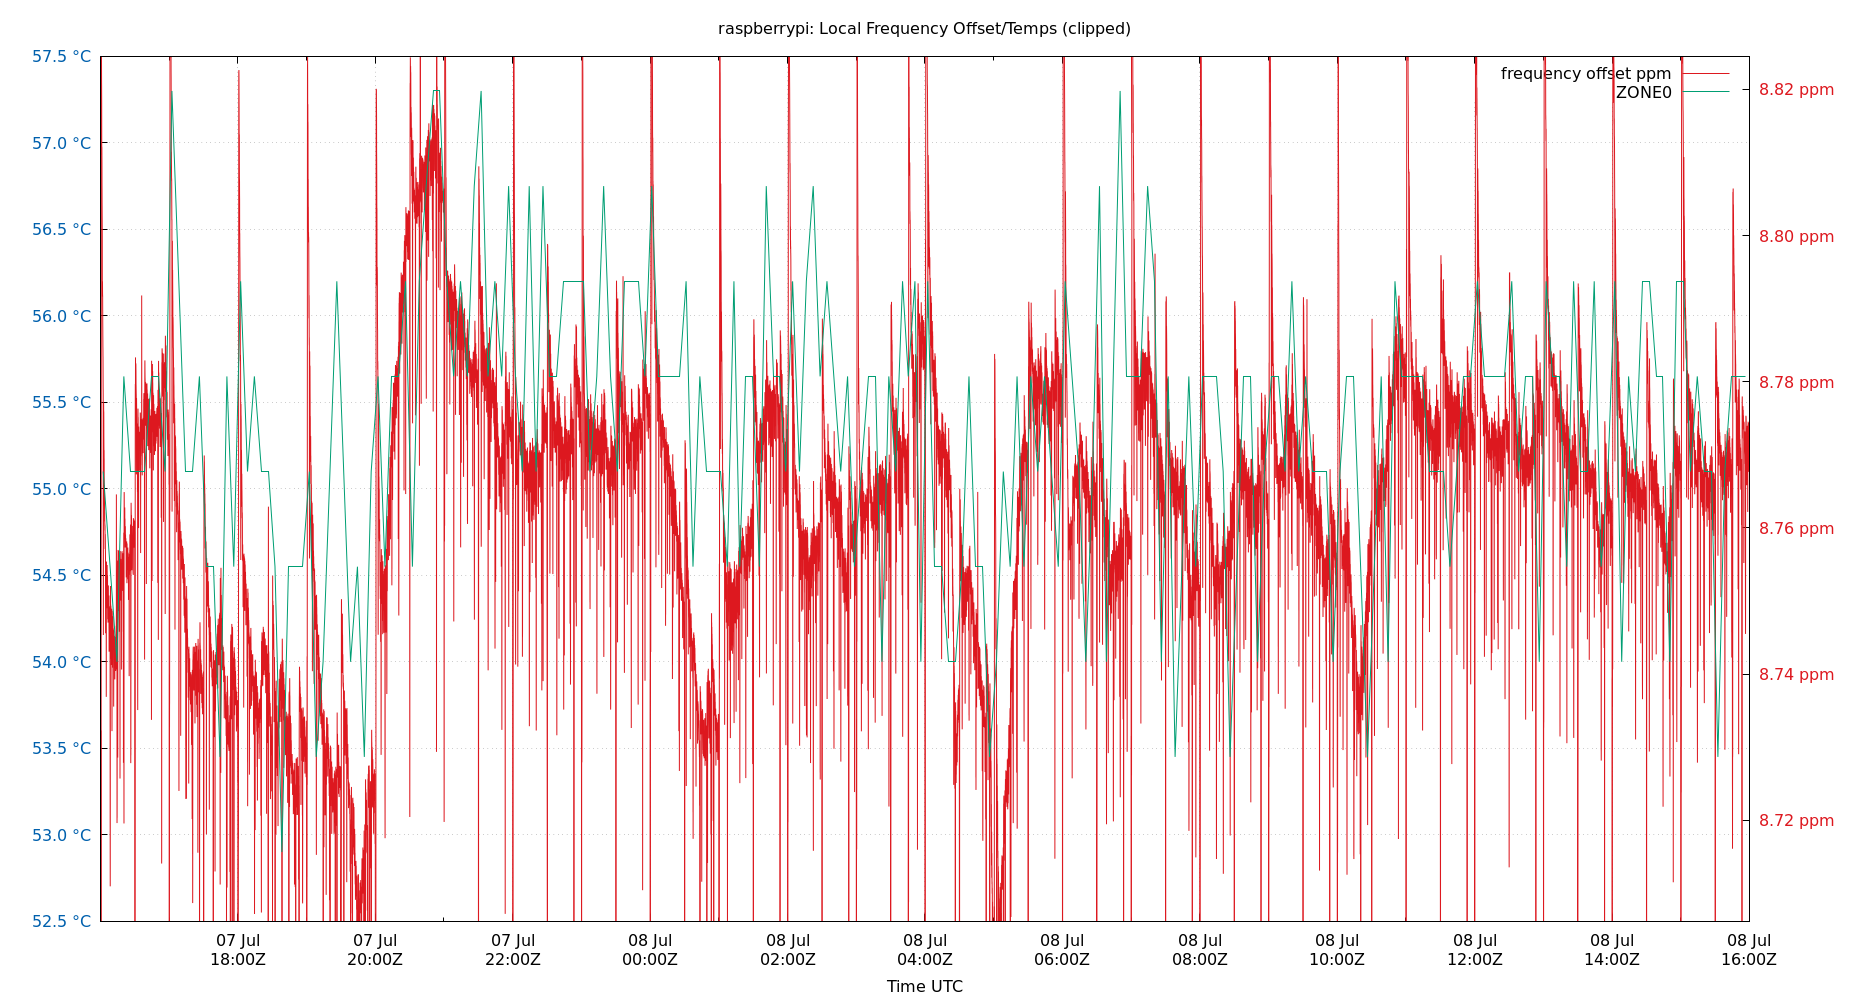 raspberrypi: Local Frequency Offset/Temps (clipped)
57.5 °C
57.0 °C
56.5 °C
56.0 °C
55.5 °C
55.0 °C
54.5 °C
54.0 °C
53.5 °C
53.0 °C
52.5 °C
frequency offset ppm
ZONE0
8.82 ppm
8.80 ppm
8.78 ppm
8.76 ppm
8.74 ppm
8.72 ppm
07 Jul
18:00Z
07 Jul
20:00Z
07 Jul
22:00Z
08 Jul
00:00Z
08 Jul
02:00Z
08 Jul
04:00Z
08 Jul
06:00Z
08 Jul
08:00Z
08 Jul
10:00Z
08 Jul
12:00Z
08 Jul
14:00Z
08 Jul
16:00Z
Time UTC